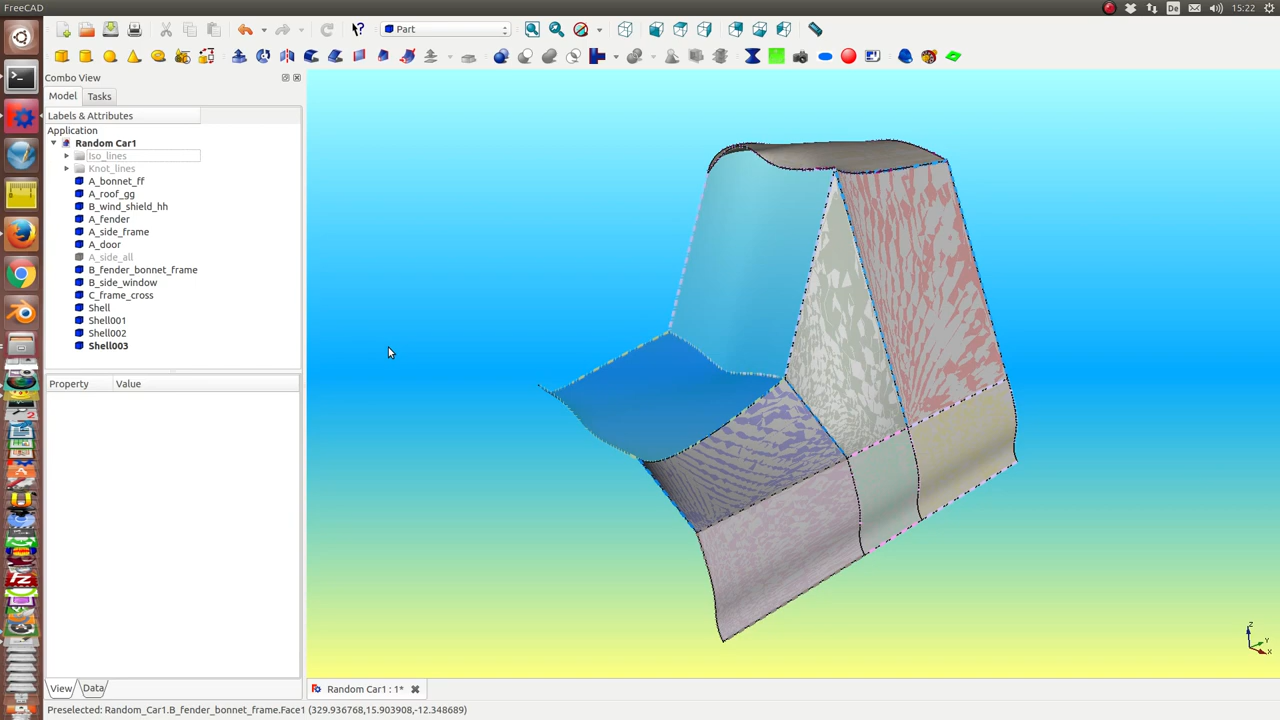 FreeCAD
De
15:22
Part
Combo View
Model
Tasks
Labels & Attributes
Application
Random Car1
Iso_lines
Knot_lines
A_bonnet_ff
A_roof_gg
B_wind_shield_hh
A_fender
A_side_frame
A_door
A_side_all
B_fender_bonnet_frame
B_side_window
C_frame_cross
Shell
Shell001
Shell002
Shell003
Property
Value
Z
Y
X
View
Data
Random Car1 : 1*
Preselected: Random_Car1.B_fender_bonnet_frame.Face1 (329.936768,15.903908,-12.348689)